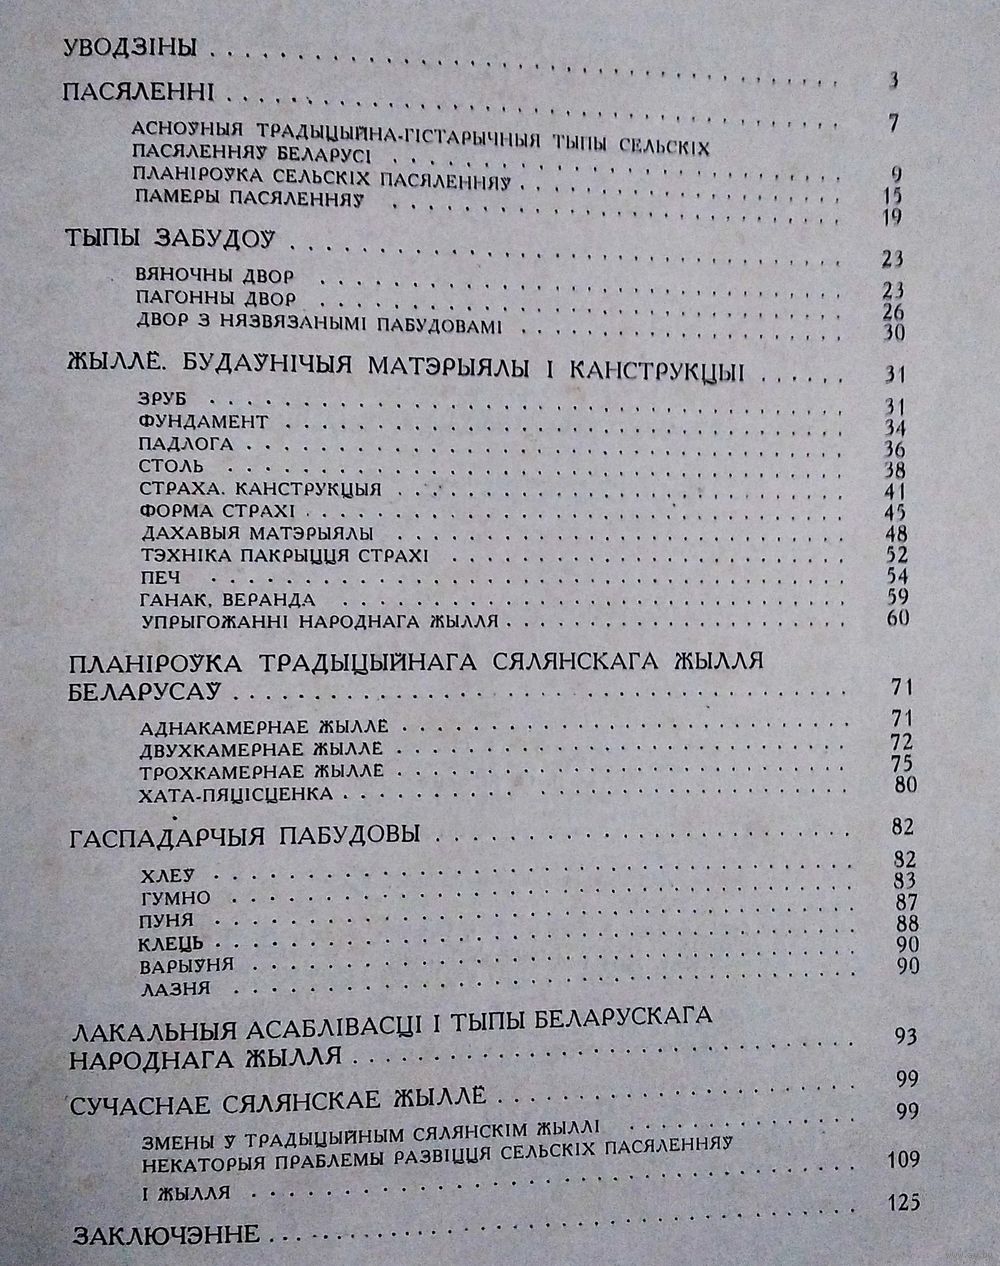 УВОДЗІНЫ . . . 3
ПАСЯЛЕННІ . . . 7
АСНОЎНЫЯ ТРАДЫЦЫЙНА-ГІСТАРЫЧНЫЯ ТЫПЫ СЕЛЬСКІХ
ПАСЯЛЕННЯЎ БЕЛАРУСІ . . . 9
ПЛАНІРОЎКА СЕЛЬСКІХ ПАСЯЛЕННЯЎ . . . 15
ПАМЕРЫ ПАСЯЛЕННЯЎ . . . 19
ТЫПЫ ЗАБУДОЎ . . . 23
ВЯНОЧНЫ ДВОР . . . 23
ПАГОННЫ ДВОР . . . 26
ДВОР З НЯЗВЯЗАНЫМІ ПАБУДОВАМІ . . . 30
ЖЫЛЛЁ. БУДАЎНІЧЫЯ МАТЭРЫЯЛЫ І КАНСТРУКЦЫІ . . . 31
ЗРУБ . . . 31
ФУНДАМЕНТ . . . 34
ПАДЛОГА . . . 36
СТОЛЬ . . . 38
СТРАХА. КАНСТРУКЦЫЯ . . . 41
ФОРМА СТРАХІ . . . 45
ДАХАВЫЯ МАТЭРЫЯЛЫ . . . 48
ТЭХНІКА ПАКРЫЦЦЯ СТРАХІ . . . 52
ПЕЧ . . . 54
ГАНАК, ВЕРАНДА . . . 59
УПРЫГОЖАННІ НАРОДНАГА ЖЫЛЛЯ . . . 60
ПЛАНІРОЎКА ТРАДЫЦЫЙНАГА СЯЛЯНСКАГА ЖЫЛЛЯ
БЕЛАРУСАЎ . . . 71
АДНАКАМЕРНАЕ ЖЫЛЛЁ . . . 71
ДВУХКАМЕРНАЕ ЖЫЛЛЁ . . . 72
ТРОХКАМЕРНАЕ ЖЫЛЛЁ . . . 75
ХАТА-ПЯЦІСЦЕНКА . . . 80
ГАСПАДАРЧЫЯ ПАБУДОВЫ . . . 82
ХЛЕЎ . . . 82
ГУМНО . . . 83
ПУНЯ . . . 87
КЛЕЦЬ . . . 88
ВАРЫЎНЯ . . . 90
ЛАЗНЯ . . . 90
ЛАКАЛЬНЫЯ АСАБЛІВАСЦІ І ТЫПЫ БЕЛАРУСКАГА
НАРОДНАГА ЖЫЛЛЯ . . . 93
СУЧАСНАЕ СЯЛЯНСКАЕ ЖЫЛЛЁ . . . 99
ЗМЕНЫ Ў ТРАДЫЦЫЙНЫМ СЯЛЯНСКІМ ЖЫЛЛІ . . . 99
НЕКАТОРЫЯ ПРАБЛЕМЫ РАЗВІЦЦЯ СЕЛЬСКІХ ПАСЯЛЕННЯЎ
І ЖЫЛЛЯ . . . 109
ЗАКЛЮЧЭННЕ . . . 125